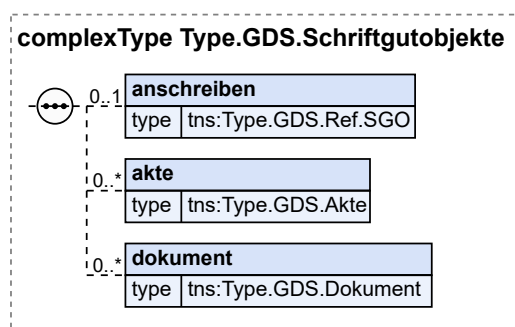 complexType Type.GDS.Schriftgutobjekte
0..1
anschreiben
type tns:Type.GDS.Ref.SGO
0..*
akte
type tns:Type.GDS.Akte
0..*
dokument
type tns:Type.GDS.Dokument